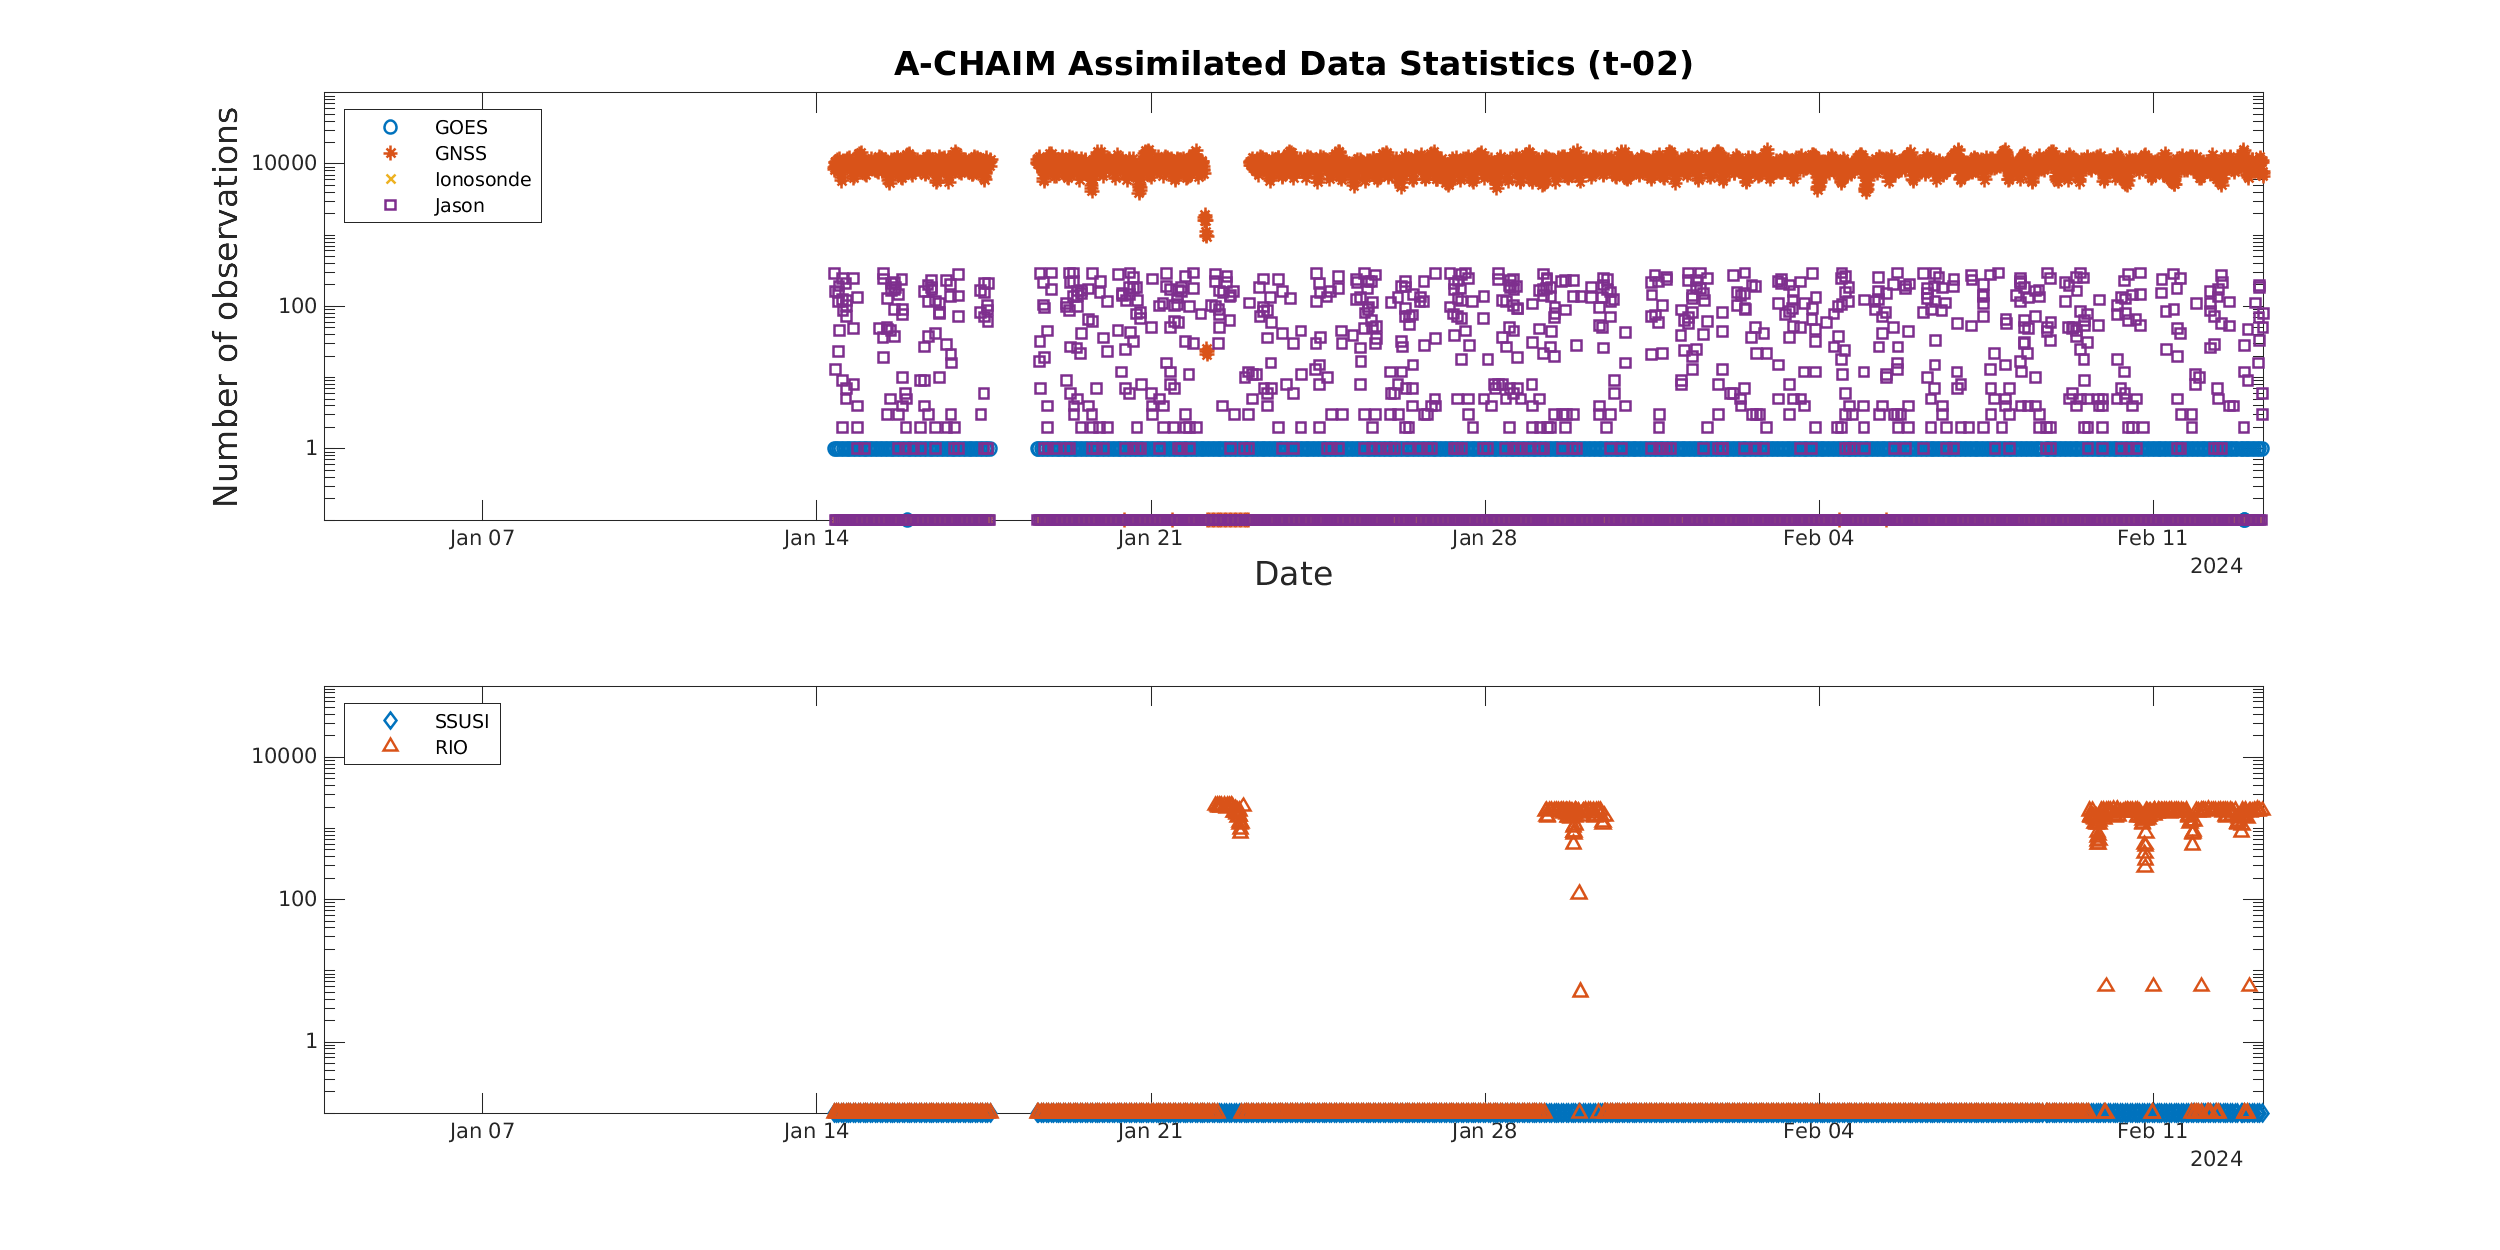 A-CHAIM Assimilated Data Statistics (t-02)
Number of observations
GOES
GNSS
Ionosonde
Jason
10000
100
1
Jan 07 Jan 14 Jan 21 Jan 28 Feb 04 Feb 11
2024
Date
SSUSI
RIO
10000
100
1
Jan 07 Jan 14 Jan 21 Jan 28 Feb 04 Feb 11
2024